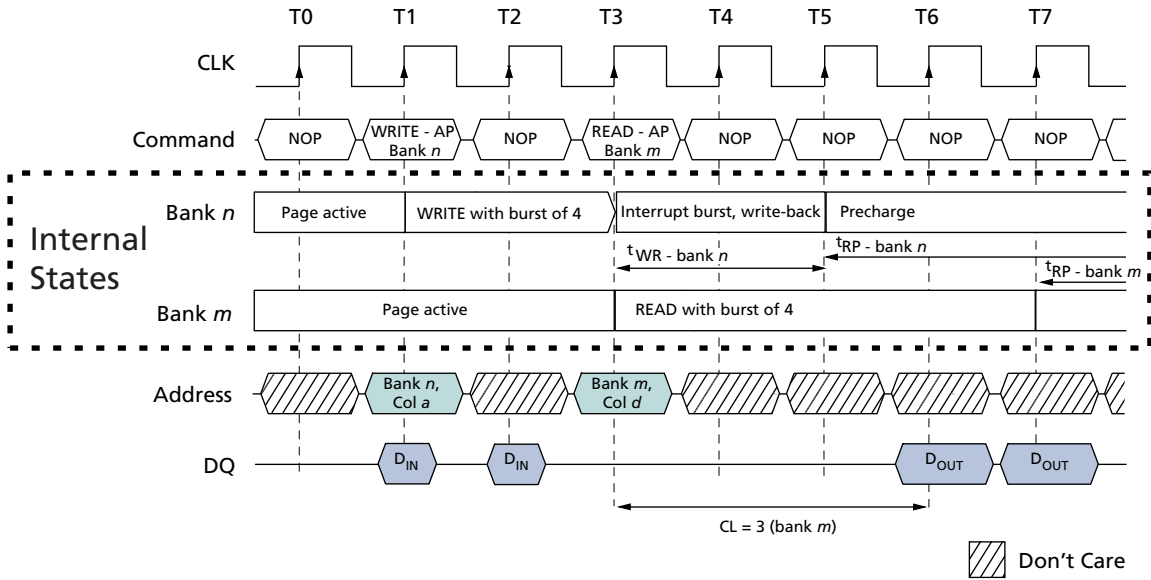 T0 T1 T2 T3 T4 T5 T6 T7
CLK
Command NOP WRITE - AP Bank n NOP READ - AP Bank m NOP NOP NOP NOP
Internal States
Bank n Page active WRITE with burst of 4 Interrupt burst, write-back Precharge
tWR - bank n tRP - bank n
tRP - bank m
Bank m Page active READ with burst of 4
Address Bank n, Col a Bank m, Col d
DQ DIN DIN DOUT DOUT
CL = 3 (bank m)
Don't Care